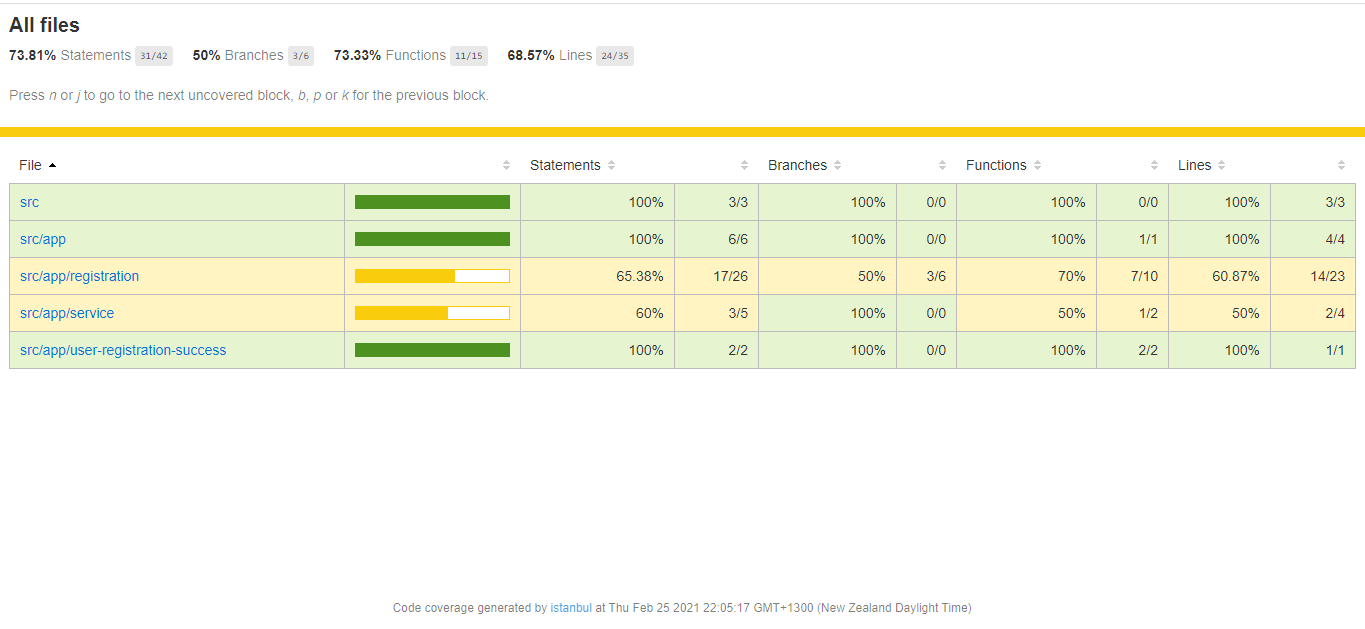 All files
73.81% Statements 31/42 50% Branches 3/6 73.33% Functions 11/15 68.57% Lines 24/35
Press n or j to go to the next uncovered block, b, p or k for the previous block.
File Statements Branches Functions Lines
src 100% 3/3 100% 0/0 100% 0/0 100% 3/3
src/app 100% 6/6 100% 0/0 100% 1/1 100% 4/4
src/app/registration 65.38% 17/26 50% 3/6 70% 7/10 60.87% 14/23
src/app/service 60% 3/5 100% 0/0 50% 1/2 50% 2/4
src/app/user-registration-success 100% 2/2 100% 0/0 100% 2/2 100% 1/1
Code coverage generated by istanbul at Thu Feb 25 2021 22:05:17 GMT+1300 (New Zealand Daylight Time)